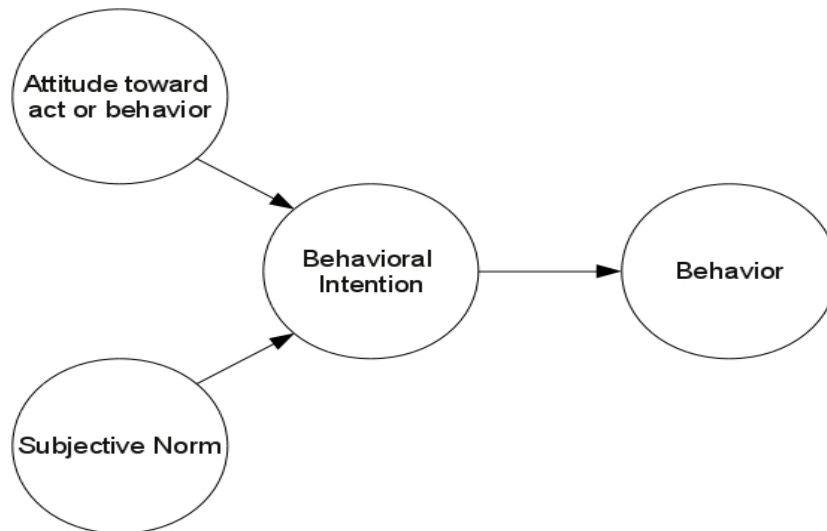 Attitude toward
act or behavior
Behavioral
Intention
Behavior
Subjective Norm